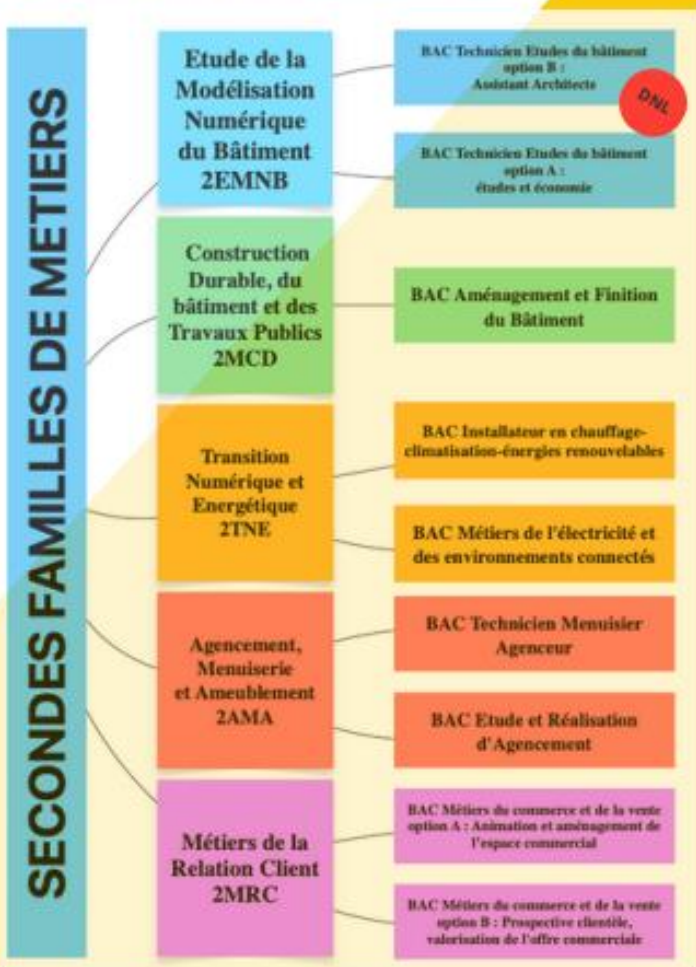 SECONDES FAMILLES DE METIERS
Etude de la
Modélisation
Numérique
du Bâtiment
2EMNB
BAC Technicien Etudes du bâtiment
option B :
Assistant Architecte
DNL
BAC Technicien Etudes du bâtiment
option A :
études et économie
Construction
Durable, du
bâtiment et des
Travaux Publics
2MCD
BAC Aménagement et Finition
du Bâtiment
Transition
Numérique et
Energétique
2TNE
BAC Installateur en chauffage-
climatisation-énergies renouvelables
BAC Métiers de l'électricité et
des environnements connectés
Agencement,
Menuiserie
et Ameublement
2AMA
BAC Technicien Menuisier
Agenceur
BAC Etude et Réalisation
d'Agencement
Métiers de la
Relation Client
2MRC
BAC Métiers du commerce et de la vente
option A : Animation et aménagement de
l'espace commercial
BAC Métiers du commerce et de la vente
option B : Prospective clientèle,
valorisation de l'offre commerciale